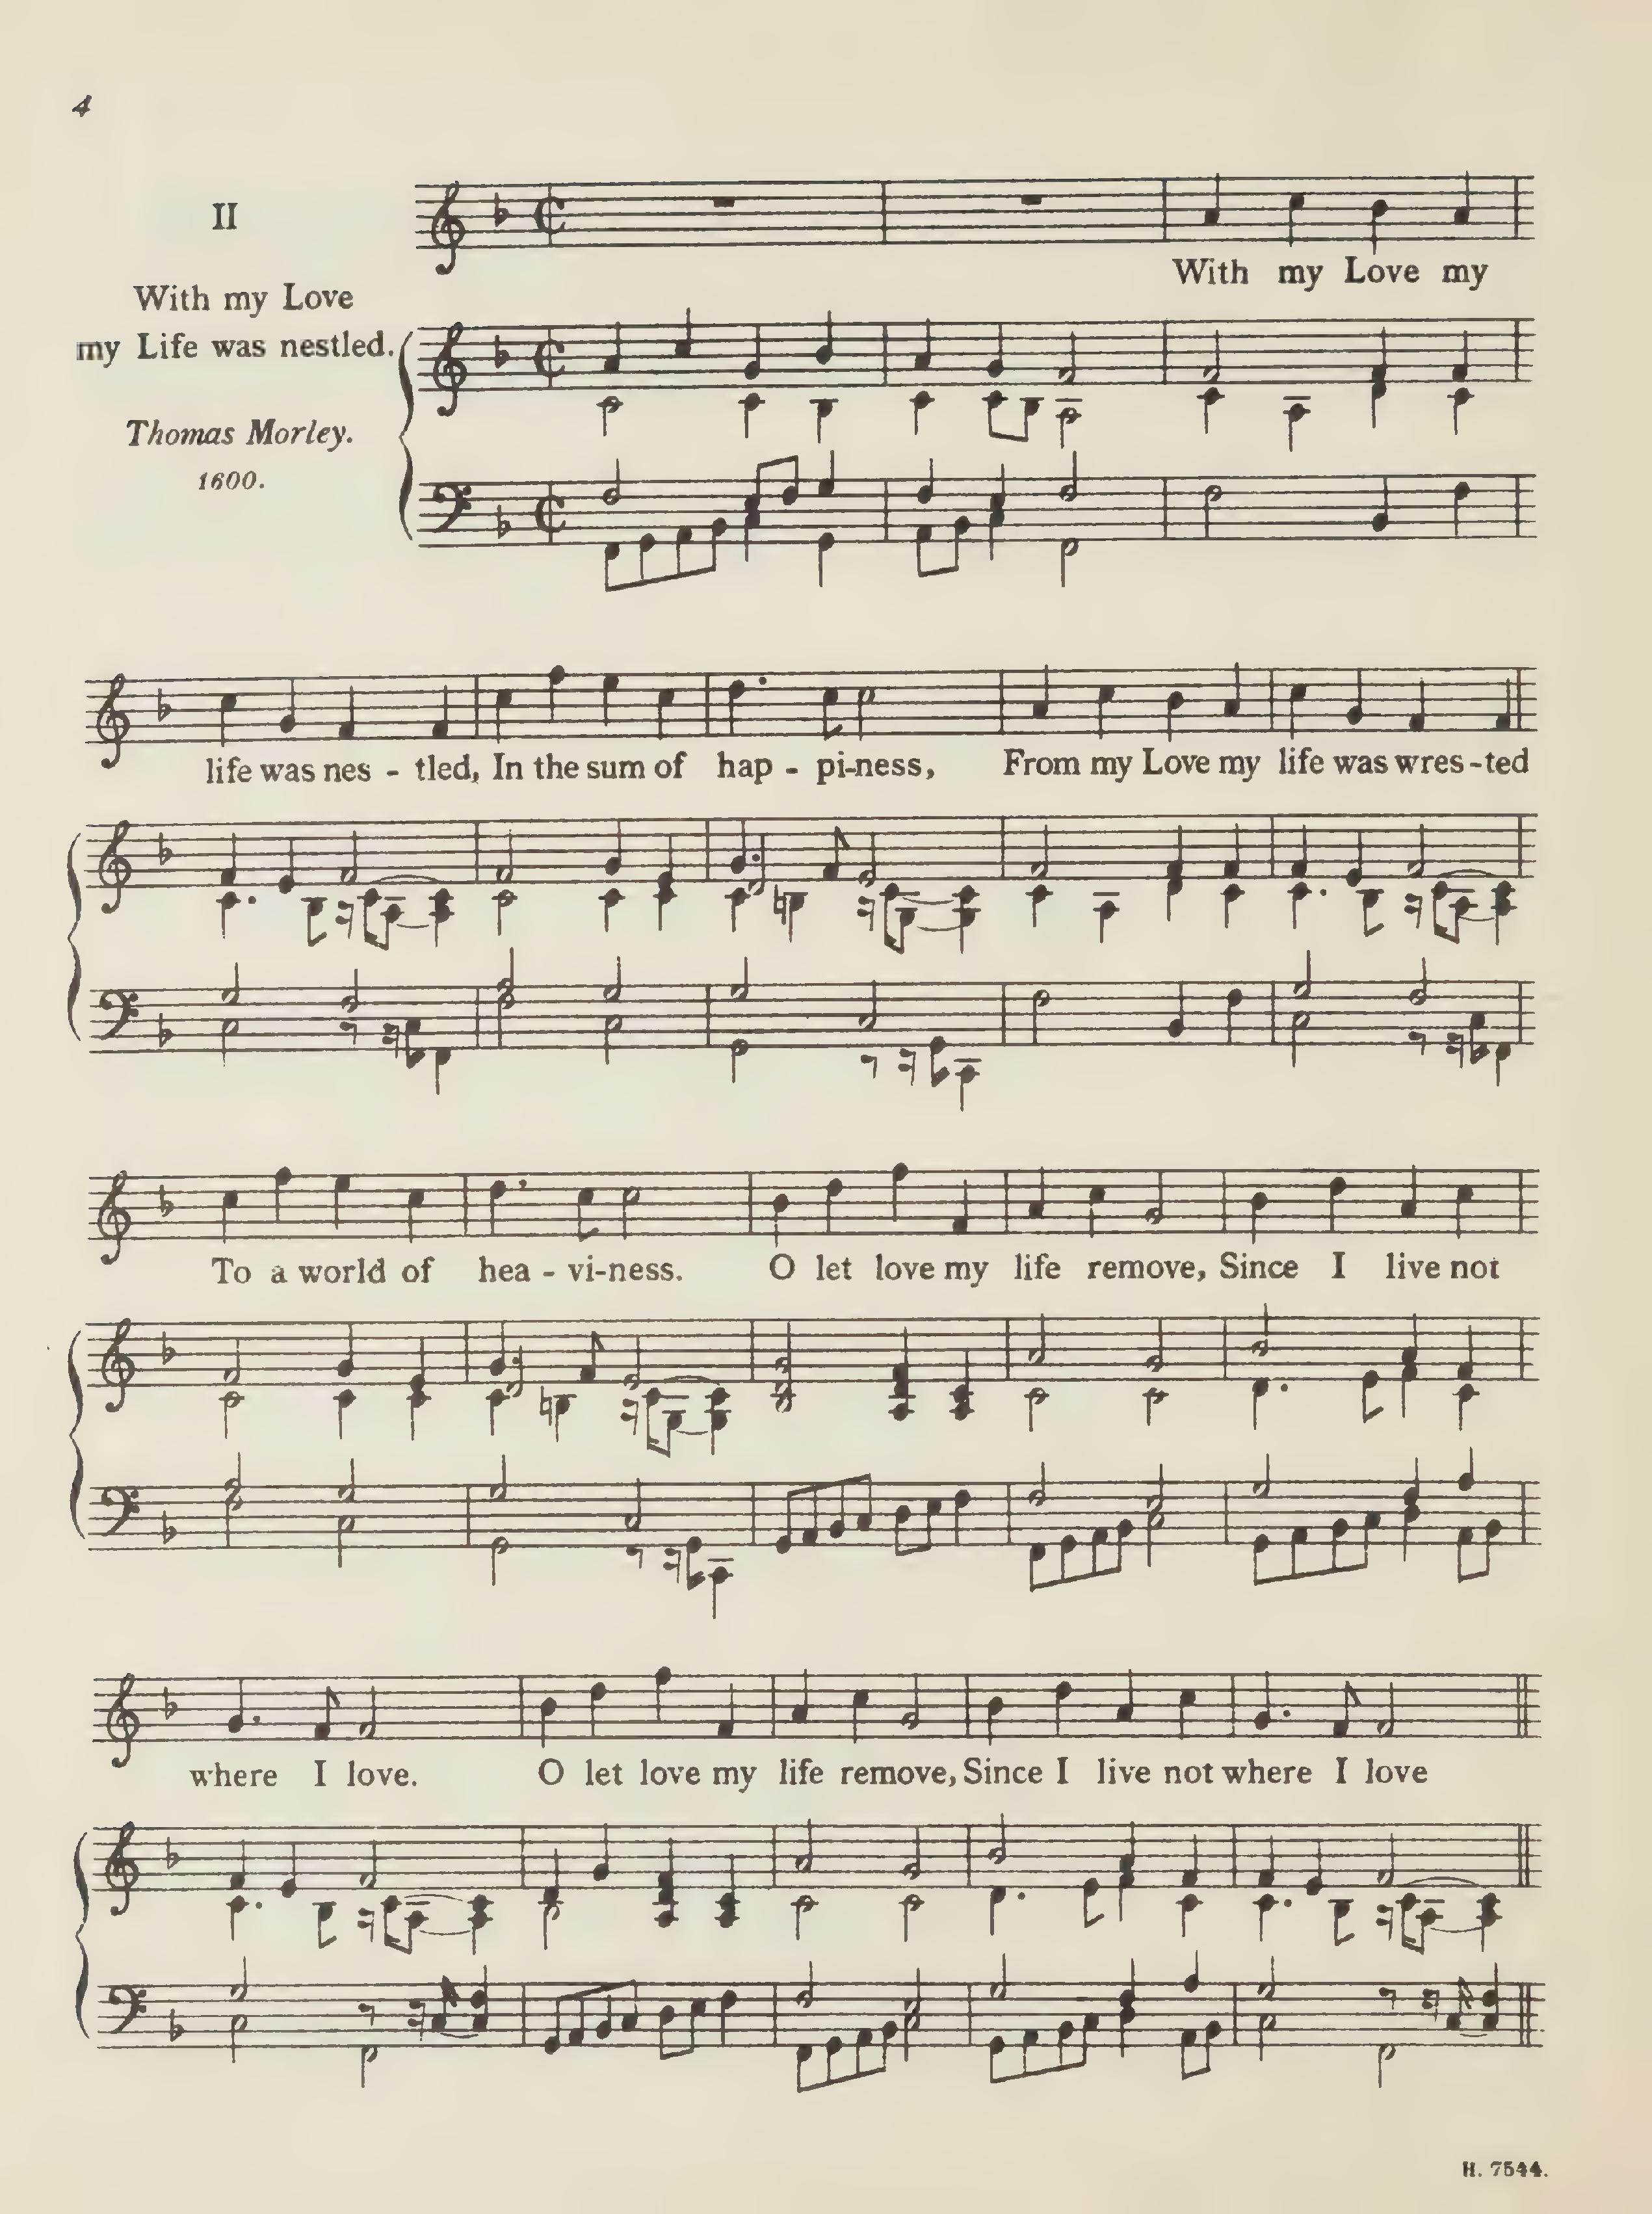 4
II
With my Love
my Life was nestled.
Thomas Morley.
1600.
With my Love my
life was nes - tled, In the sum of hap - pi-ness, From my Love my life was wres-ted
To a world of hea - vi-ness. O let love my life remove, Since I live not
where I love. O let love my life remove, Since I live not where I love
H. 7544.